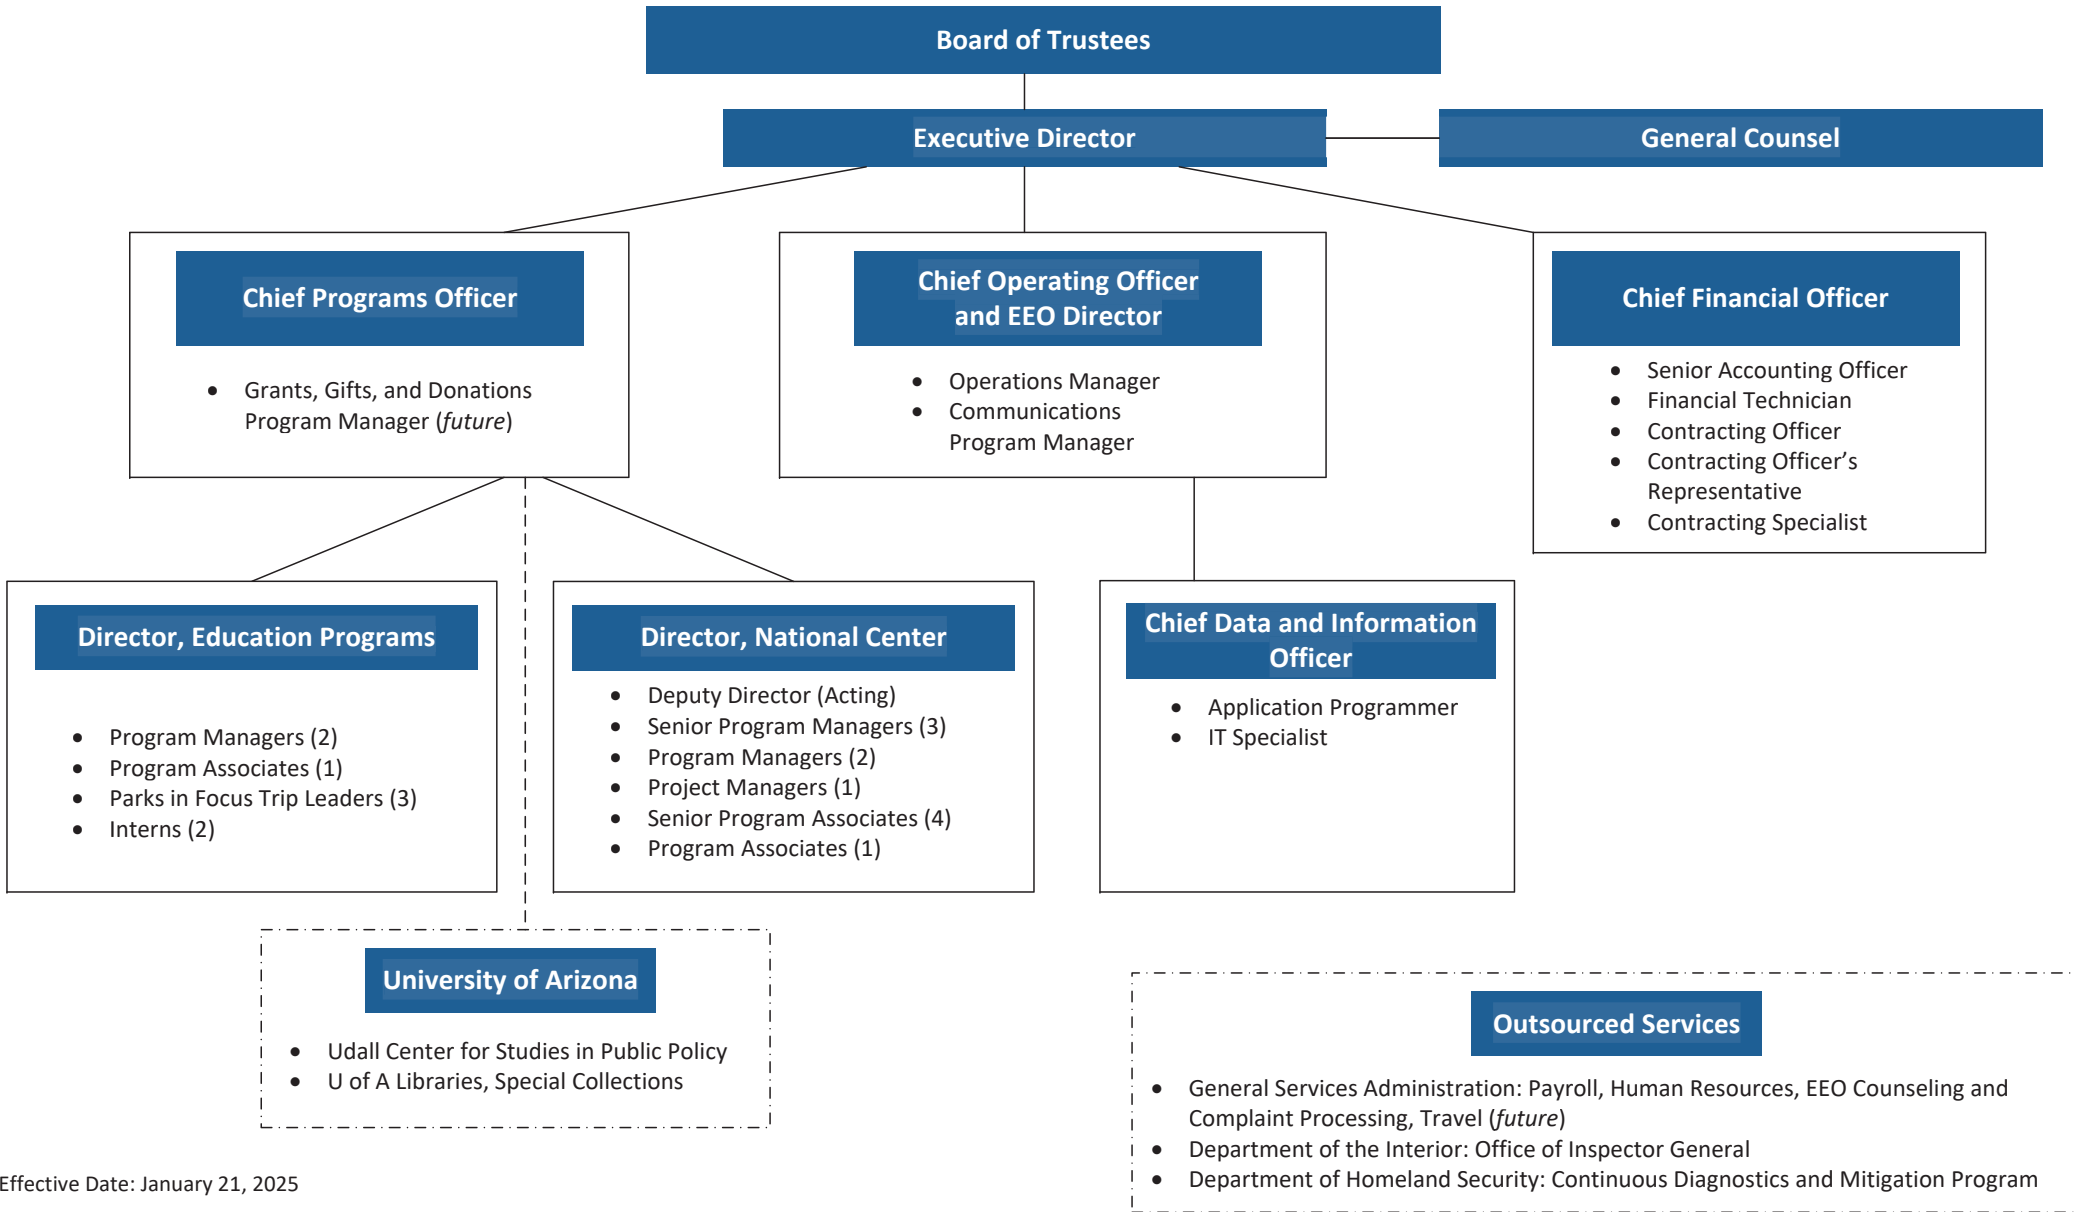 Board of Trustees
Executive Director
General Counsel
Chief Programs Officer
• Grants, Gifts, and Donations
Program Manager (future)
Chief Operating Officer
and EEO Director
• Operations Manager
• Communications
Program Manager
Chief Financial Officer
• Senior Accounting Officer
• Financial Technician
• Contracting Officer
• Contracting Officer’s
Representative
• Contracting Specialist
Director, Education Programs
• Program Managers (2)
• Program Associates (1)
• Parks in Focus Trip Leaders (3)
• Interns (2)
Director, National Center
• Deputy Director (Acting)
• Senior Program Managers (3)
• Program Managers (2)
• Project Managers (1)
• Senior Program Associates (4)
• Program Associates (1)
Chief Data and Information
Officer
• Application Programmer
• IT Specialist
University of Arizona
• Udall Center for Studies in Public Policy
• U of A Libraries, Special Collections
Outsourced Services
• General Services Administration: Payroll, Human Resources, EEO Counseling and
Complaint Processing, Travel (future)
• Department of the Interior: Office of Inspector General
• Department of Homeland Security: Continuous Diagnostics and Mitigation Program
Effective Date: January 21, 2025